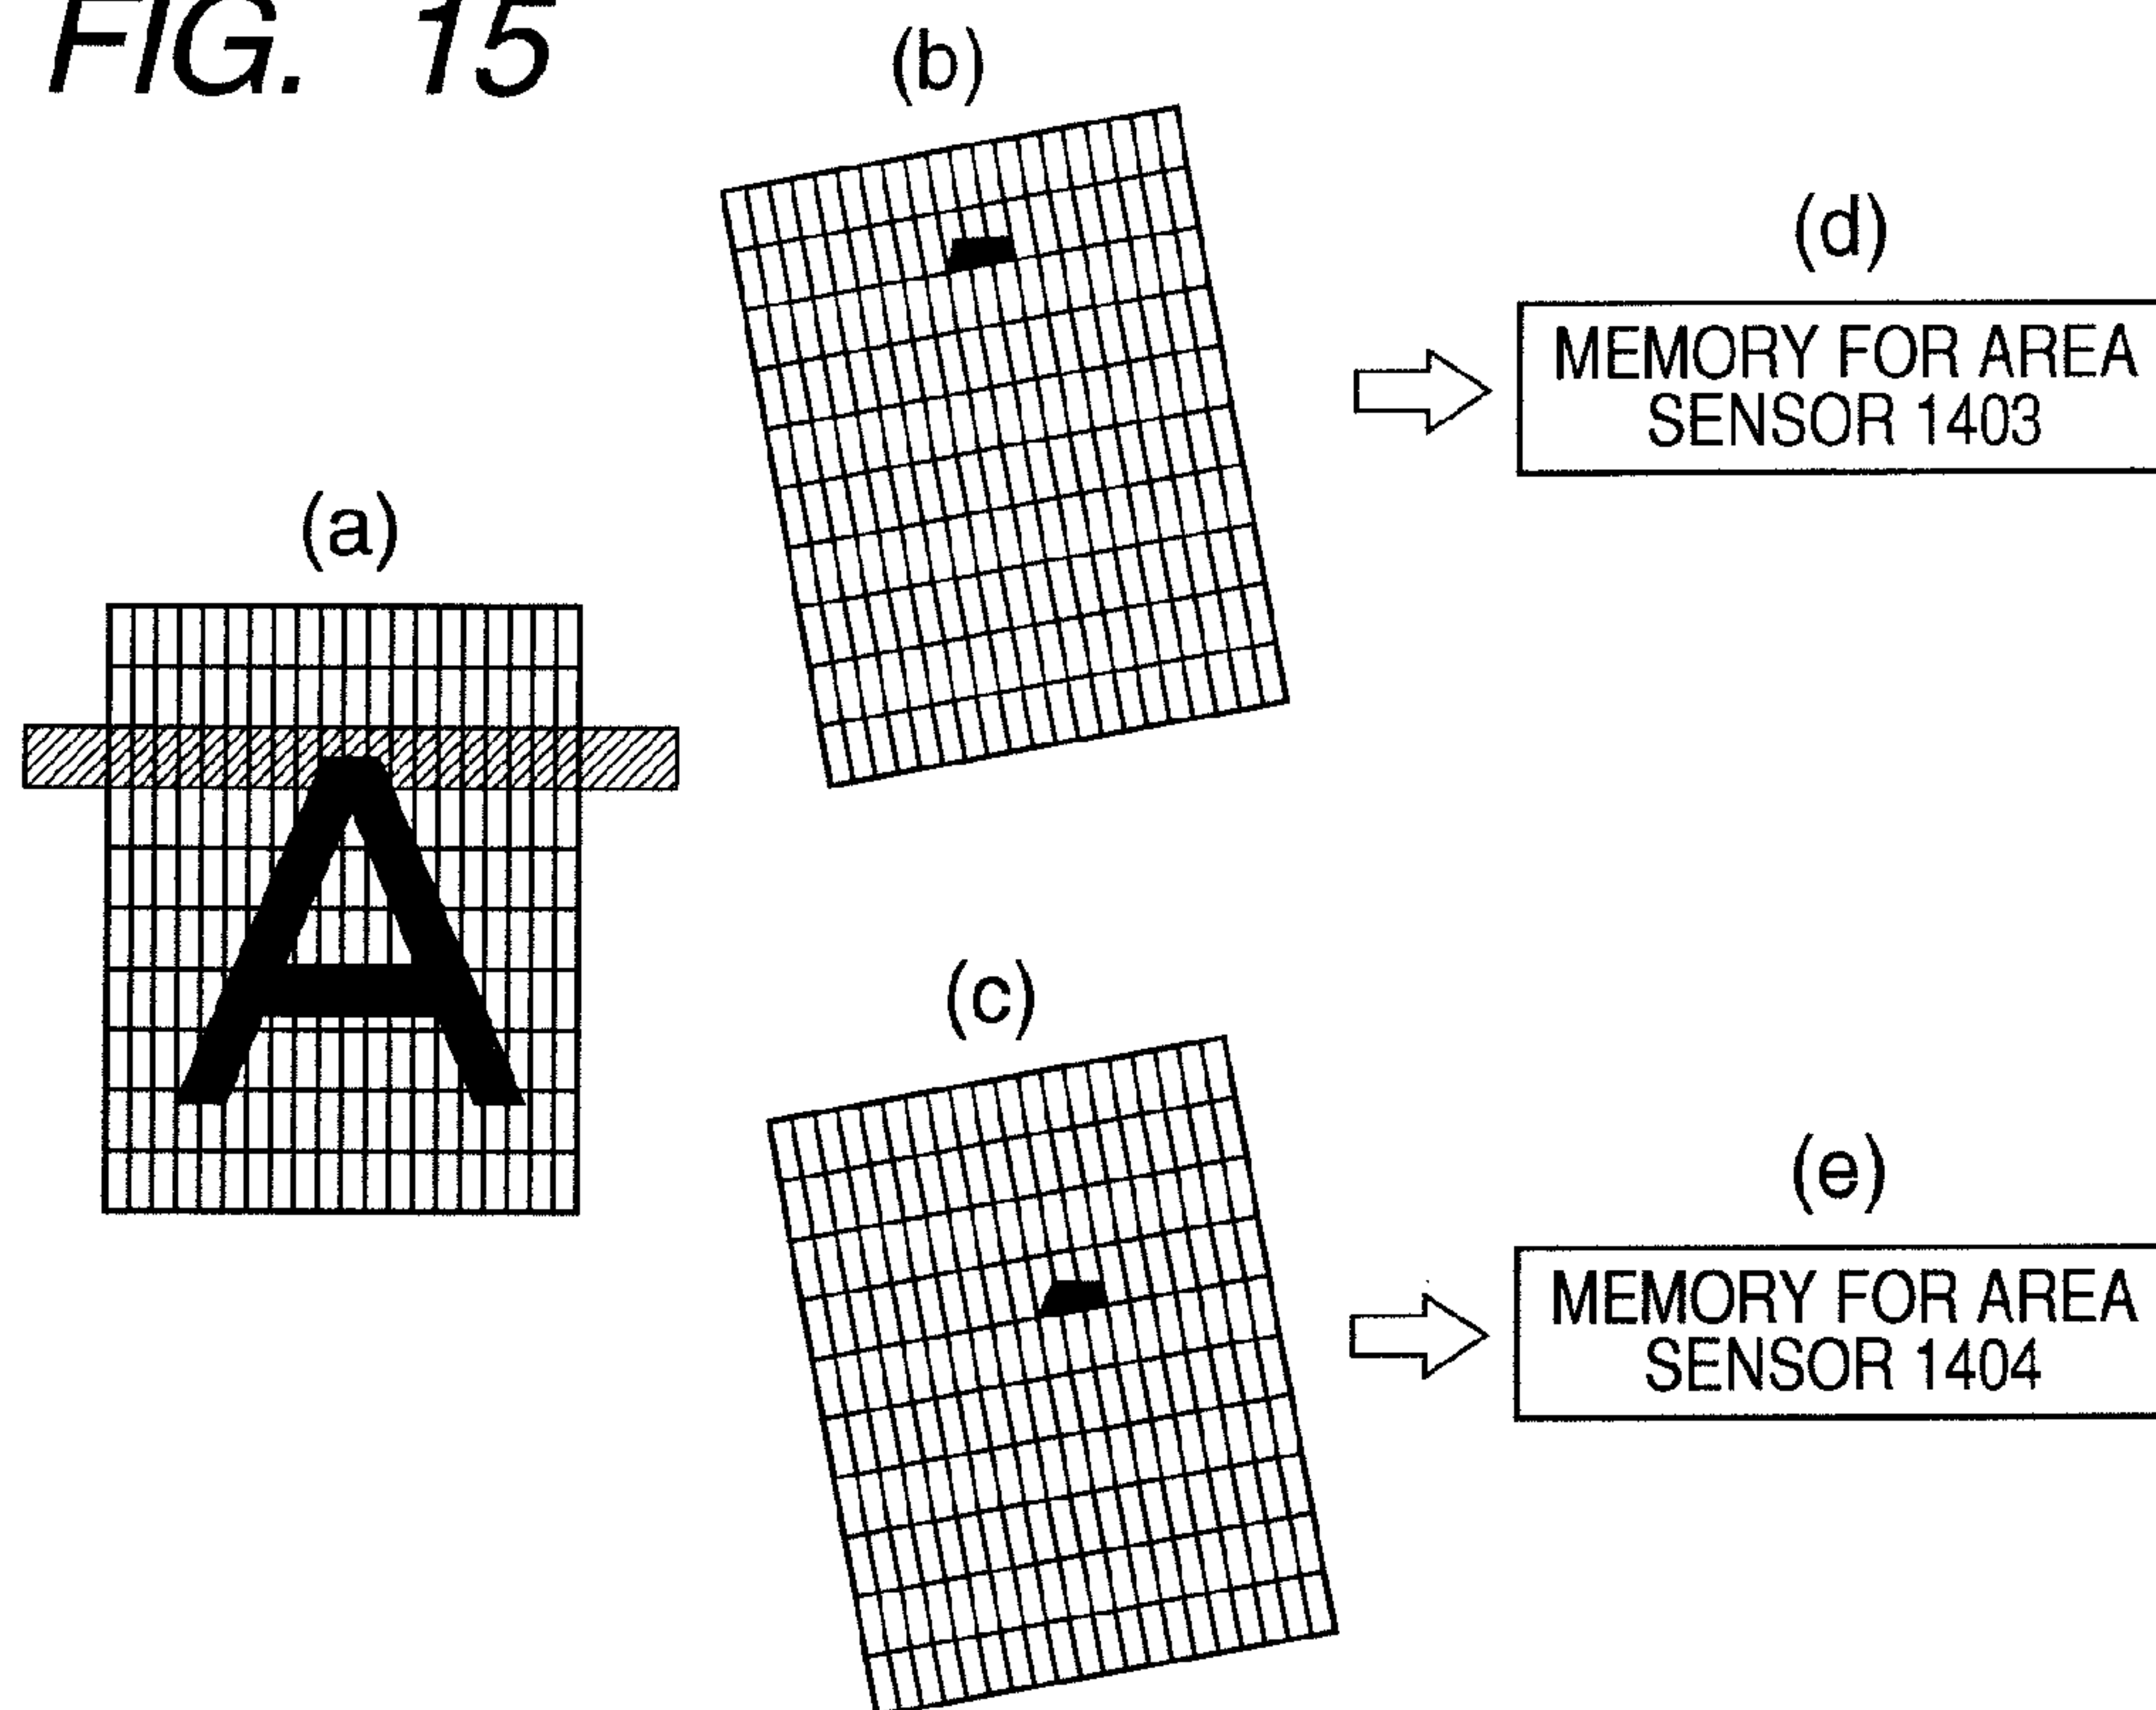 FIG. 15
(b)
(d)
MEMORY FOR AREA
SENSOR 1403
(a)
A
(c)
(e)
MEMORY FOR AREA
SENSOR 1404